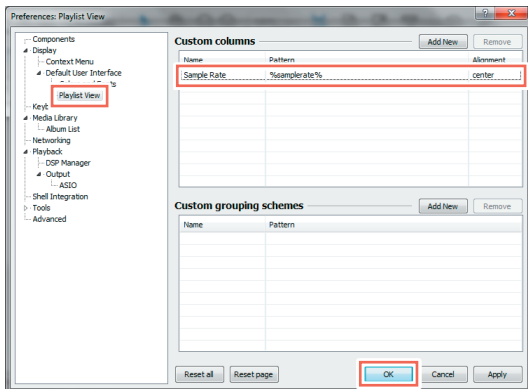 Preferences: Playlist View
Components
Display
Context Menu
Default User Interface
Playlist View
Media Library
Album List
Networking
Playback
DSP Manager
Output
ASIO
Shell Integration
Tools
Advanced
Custom columns
Add New
Remove
Name Pattern Alignment
Sample Rate %samplerate% center
Custom grouping schemes
Add New
Remove
Name Pattern
Reset all
Reset page
OK
Cancel
Apply